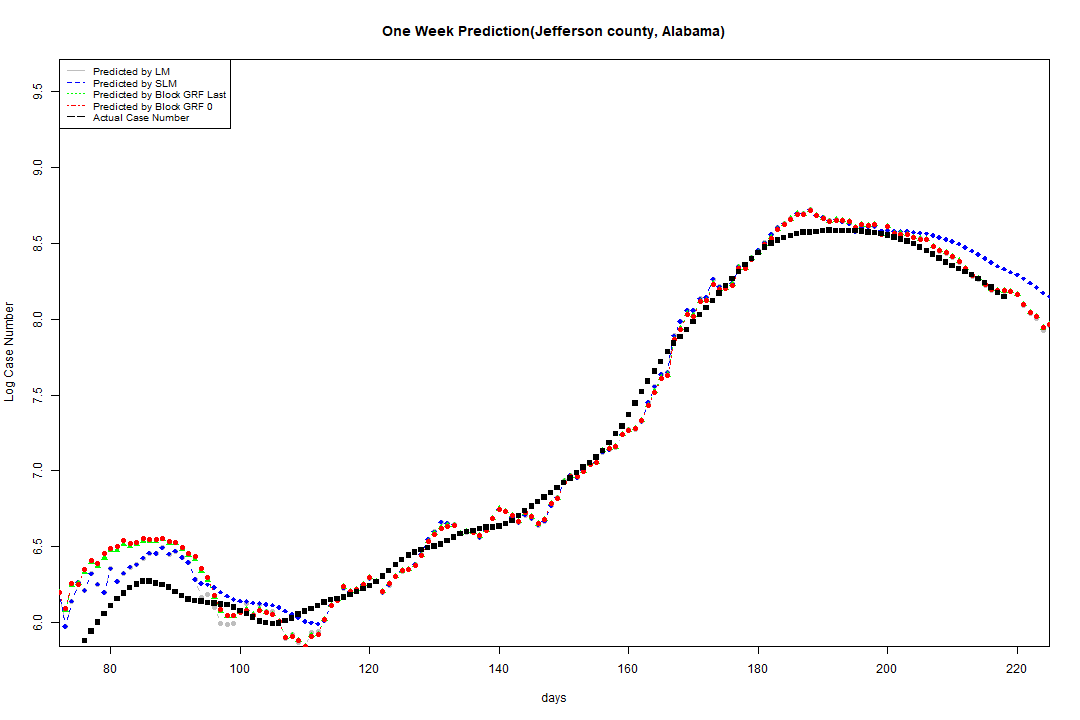 One Week Prediction(Jefferson county, Alabama)
Predicted by LM
Predicted by SLM
Predicted by Block GRF Last
Predicted by Block GRF 0
Actual Case Number
9.5
9.0
8.5
8.0
7.5
7.0
6.5
6.0
Log Case Number
80 100 120 140 160 180 200 220
days